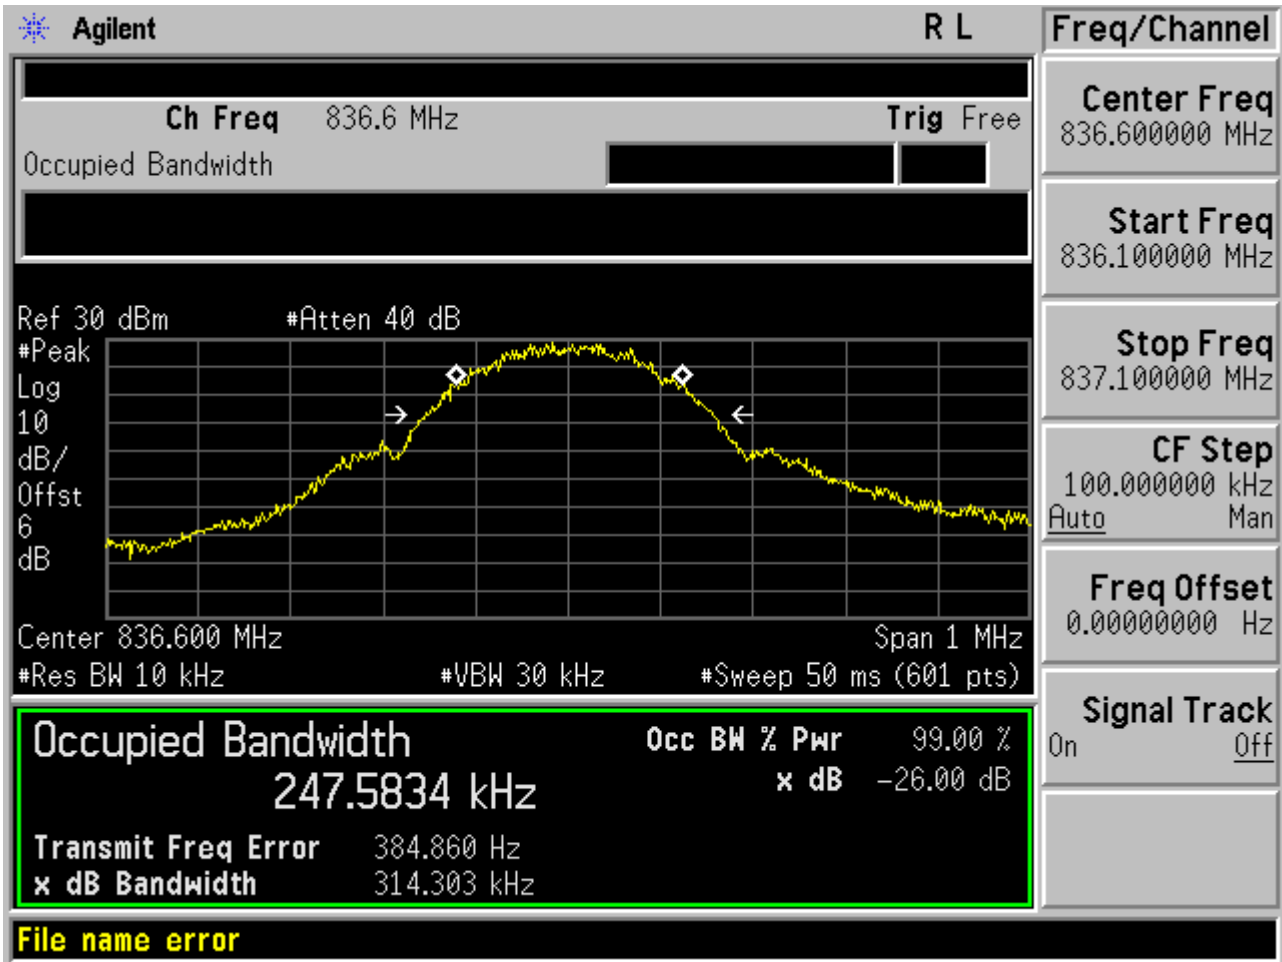 Agilent R L
Freq/Channel
Ch Freq 836.6 MHz Trig Free
Occupied Bandwidth
Center Freq
836.600000 MHz
Start Freq
836.100000 MHz
Stop Freq
837.100000 MHz
CF Step
100.000000 kHz
Auto Man
Freq Offset
0.00000000 Hz
Signal Track
On Off
Ref 30 dBm #Atten 40 dB
#Peak
Log
10
dB/
Offst
6
dB
Center 836.600 MHz Span 1 MHz
#Res BW 10 kHz #VBW 30 kHz #Sweep 50 ms (601 pts)
Occupied Bandwidth
247.5834 kHz
Occ BW % Pwr 99.00 %
x dB -26.00 dB
Transmit Freq Error 384.860 Hz
x dB Bandwidth 314.303 kHz
File name error